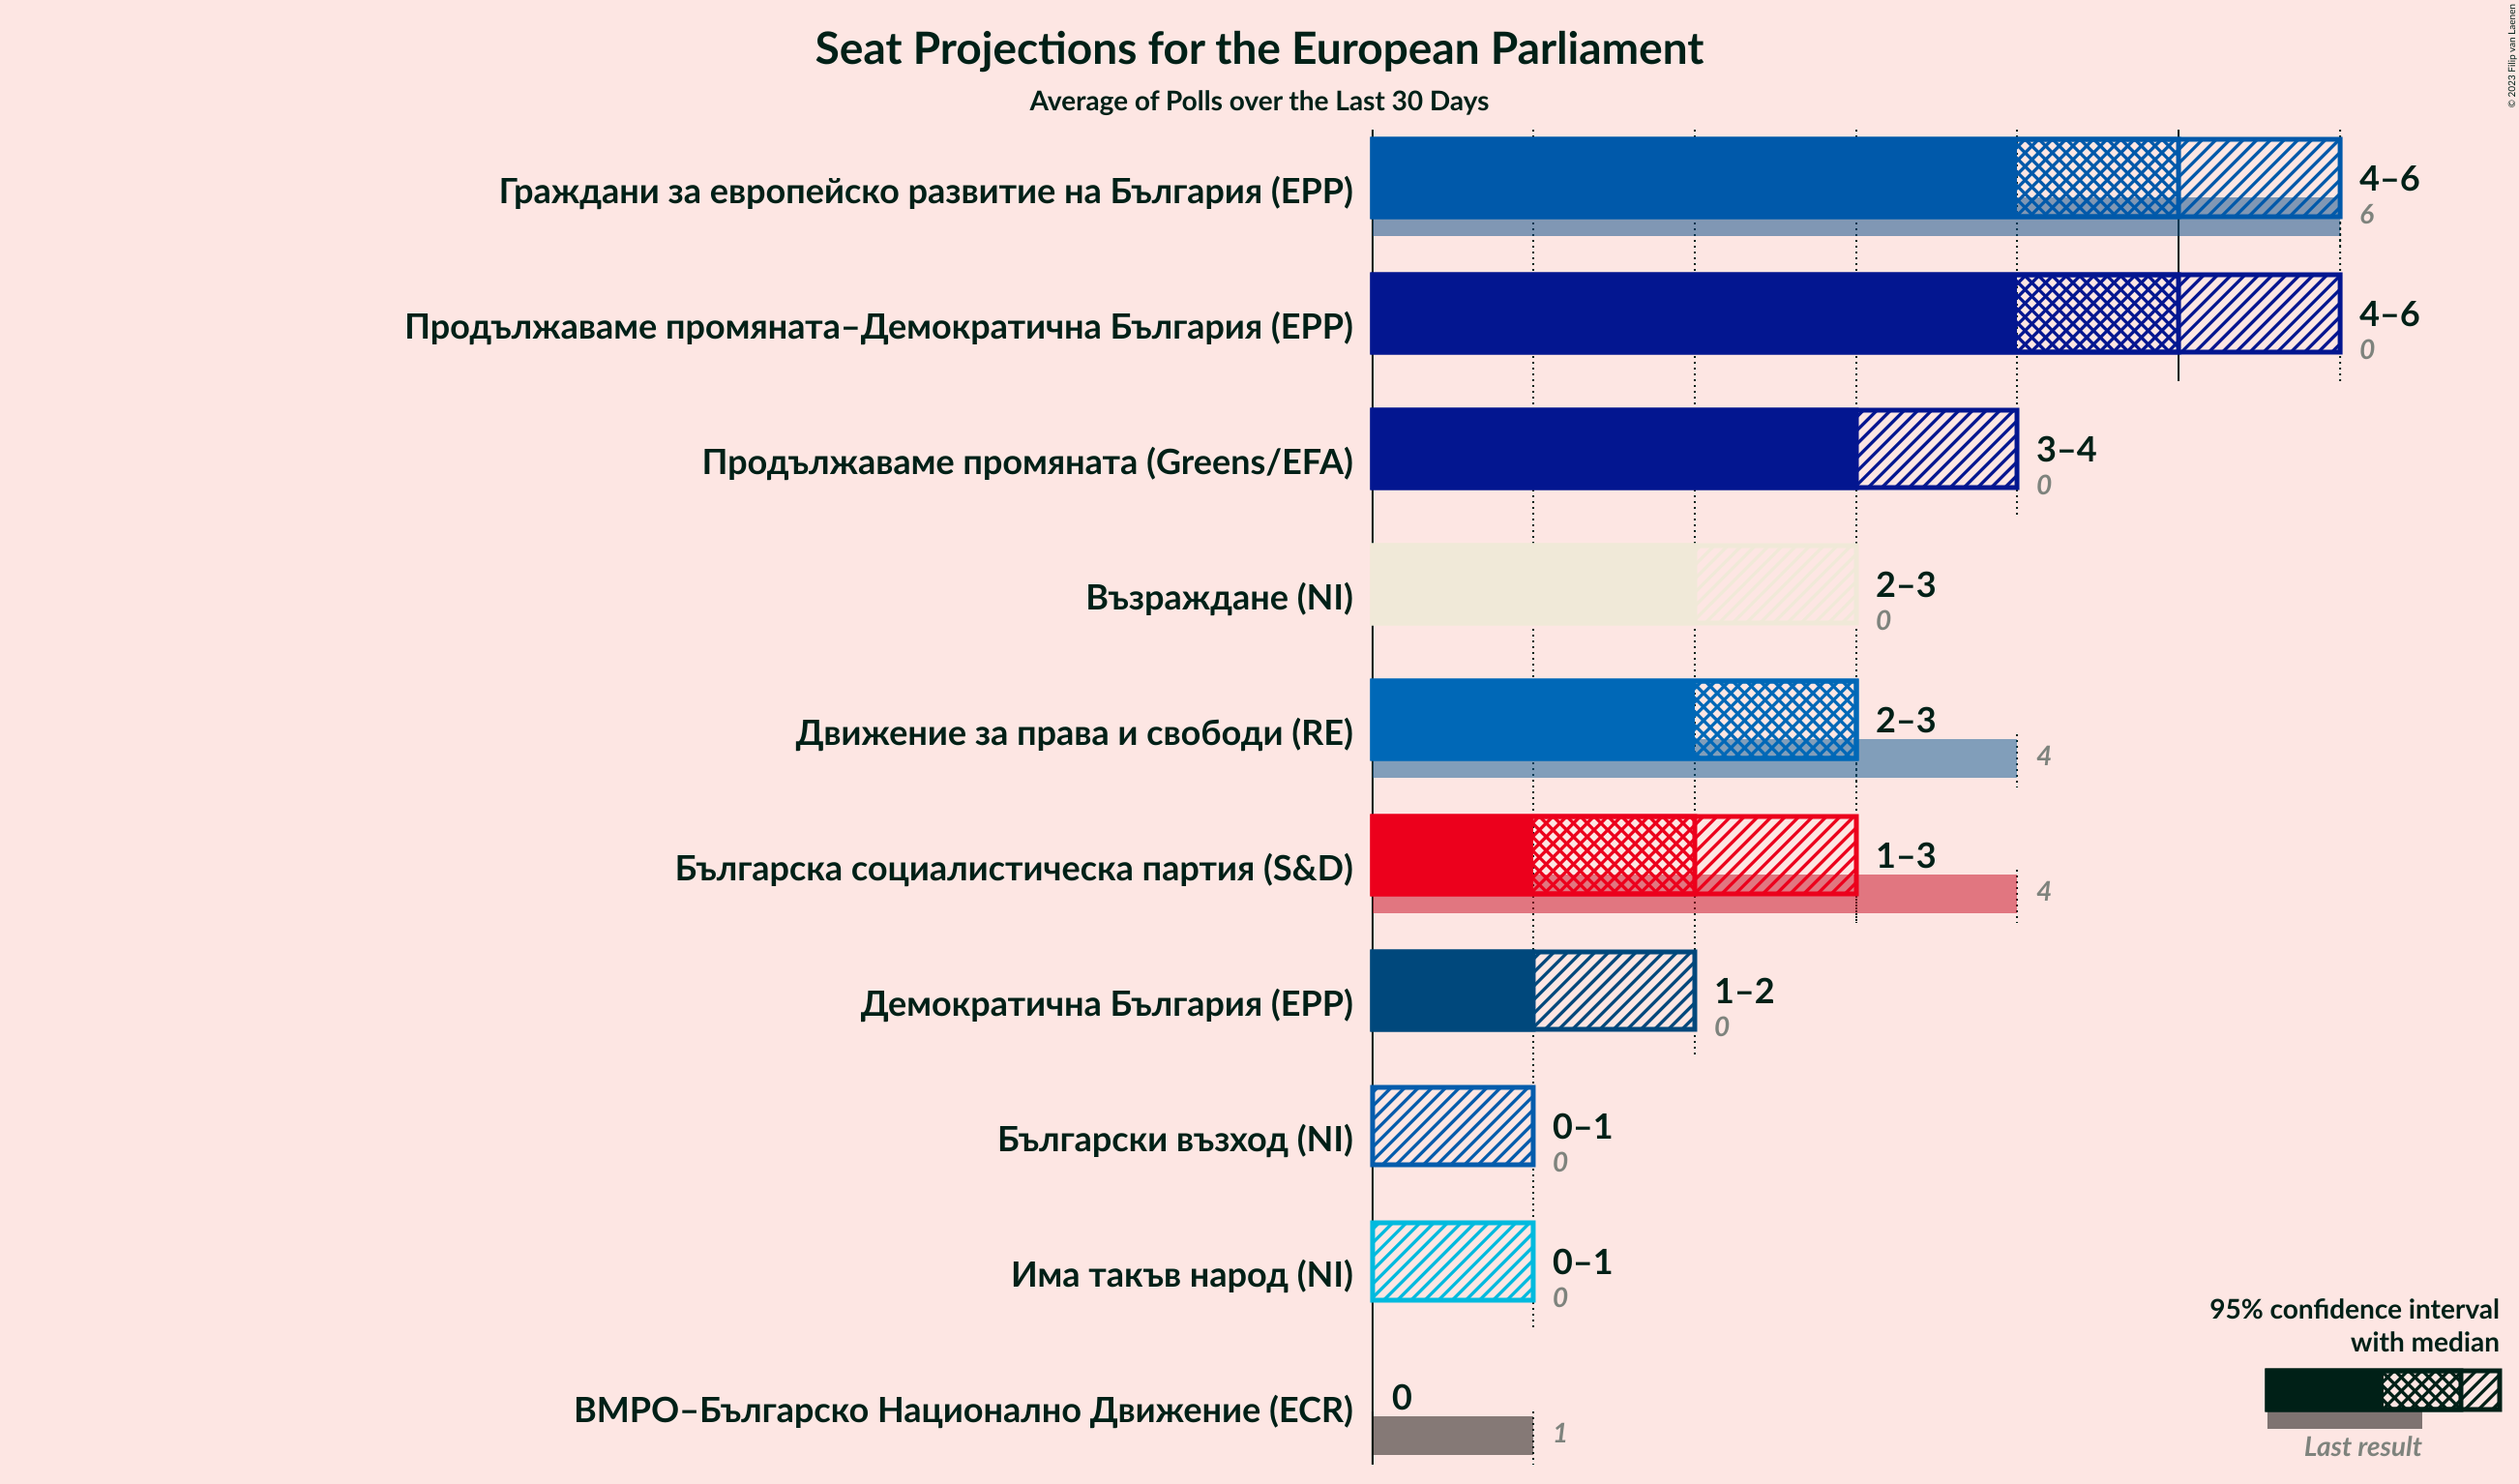 Seat Projections for the European Parliament
Average of Polls over the Last 30 Days
© 2023 Filip van Laenen
Граждани за европейско развитие на България (EPP)
4–6
6
Продължаваме промяната–Демократична България (EPP)
4–6
0
Продължаваме промяната (Greens/EFA)
3–4
0
Възраждане (NI)
2–3
0
Движение за права и свободи (RE)
2–3
4
Българска социалистическа партия (S&D)
1–3
4
Демократична България (EPP)
1–2
0
Български възход (NI)
0–1
0
Има такъв народ (NI)
0–1
0
ВМРО–Българско Национално Движение (ECR)
0
1
95% confidence interval
with median
Last result